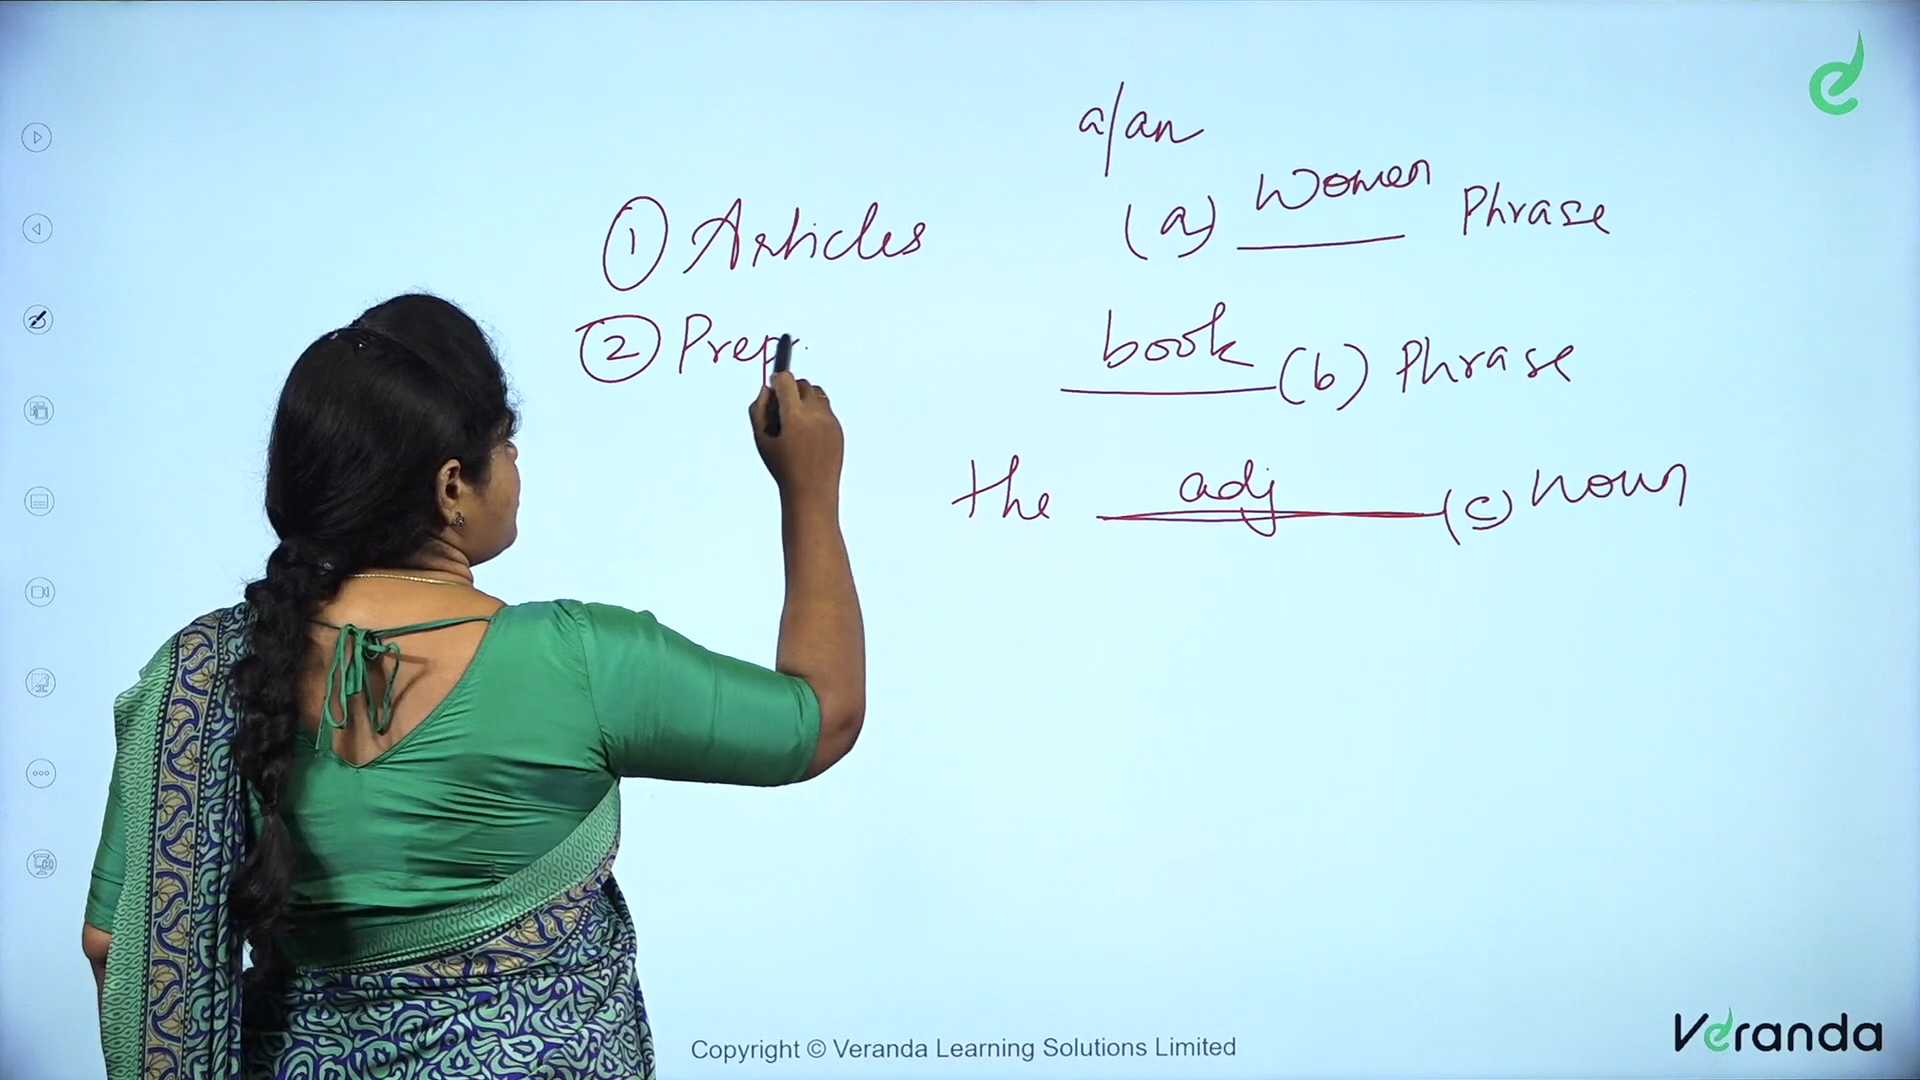 a/an
(a) Women Phrase
① Articles
② Prep
book (b) Phrase
the adj (c) noun
Copyright © Veranda Learning Solutions Limited
Veranda